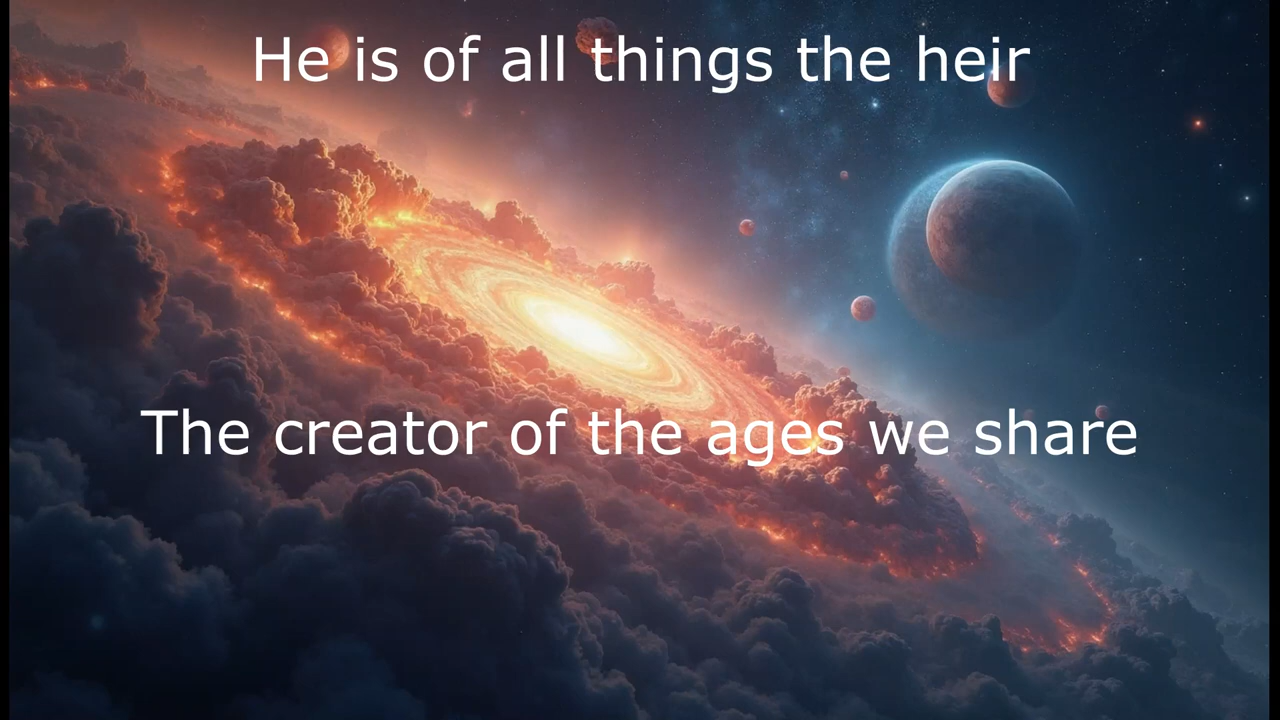 He is of all things the heir
The creator of the ages we share